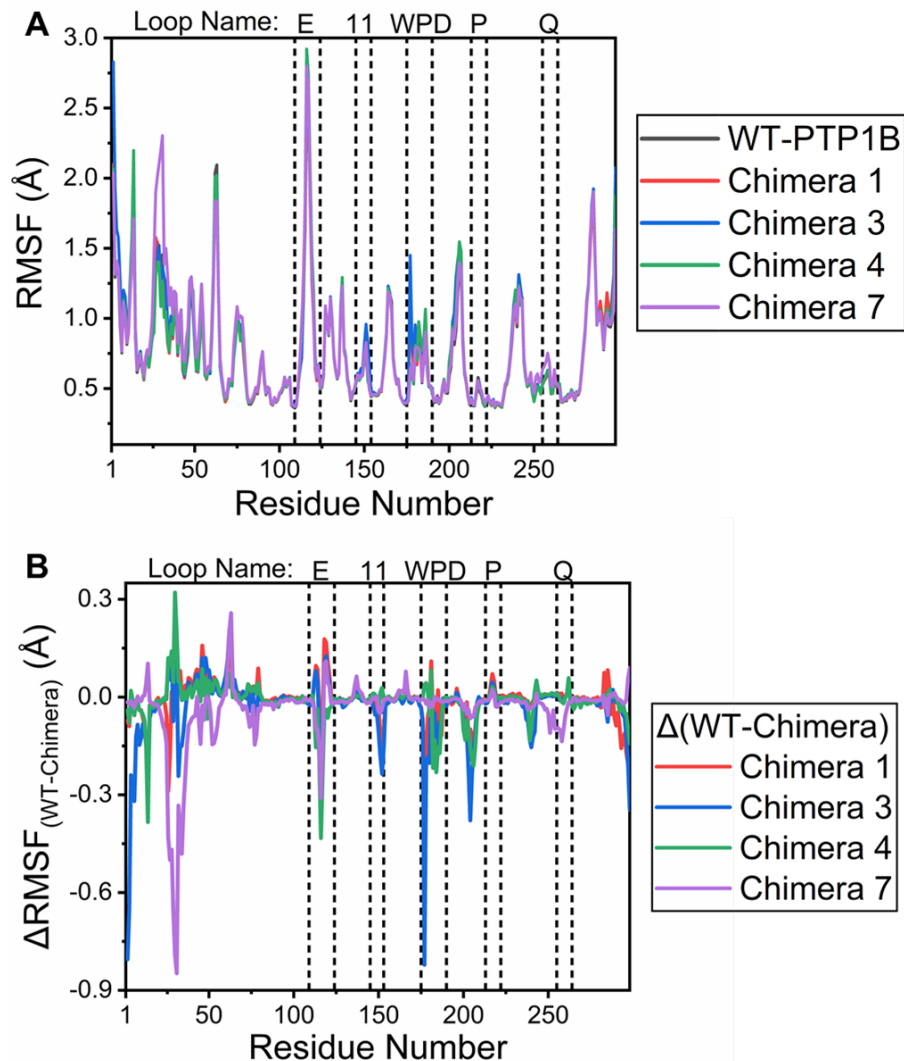 A
Loop Name: E 11 WPD P Q
3.0
2.5
2.0
1.5
1.0
0.5
RMSF (Å)
1 50 100 150 200 250
Residue Number
WT-PTP1B
Chimera 1
Chimera 3
Chimera 4
Chimera 7
B
Loop Name: E 11 WPD P Q
0.3
0.0
-0.3
-0.6
-0.9
ΔRMSF(WT-Chimera) (Å)
1 50 100 150 200 250
Residue Number
Δ(WT-Chimera)
Chimera 1
Chimera 3
Chimera 4
Chimera 7